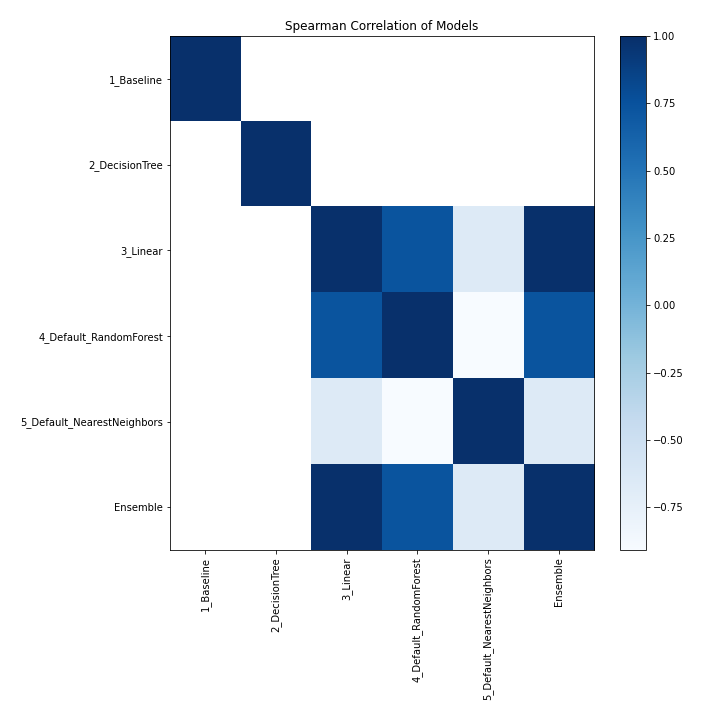 Spearman Correlation of Models
1_Baseline
2_DecisionTree
3_Linear
4_Default_RandomForest
5_Default_NearestNeighbors
Ensemble
1_Baseline
2_DecisionTree
3_Linear
4_Default_RandomForest
5_Default_NearestNeighbors
Ensemble
1.00
0.75
0.50
0.25
0.00
−0.25
−0.50
−0.75